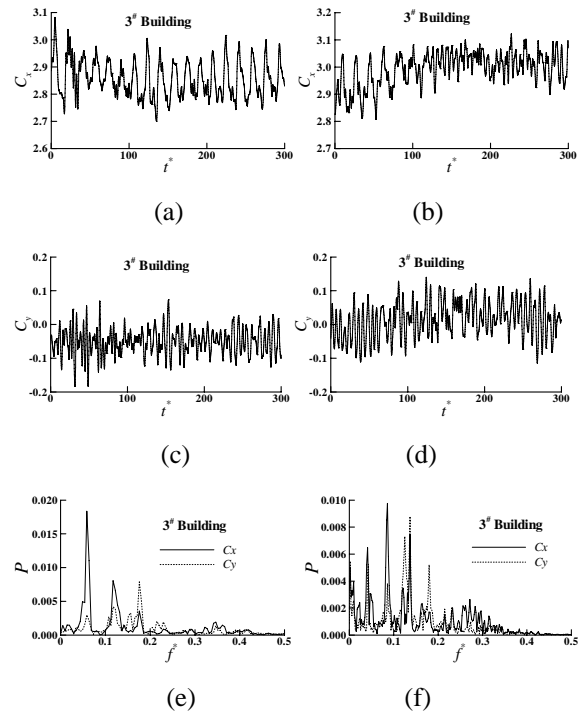 3# Building
3# Building
3.1
3.0
2.9
2.8
2.7
2.6
Cx
0 100 200 300
t*
3.1
3.0
2.9
2.8
2.7
2.6
Cx
0 100 200 300
t*
(a) (b)
3# Building
3# Building
0.2
0.1
0.0
-0.1
-0.2
Cy
0 100 200 300
t*
0.2
0.1
0.0
-0.1
-0.2
Cy
0 100 200 300
t*
(c) (d)
0.020
0.015
0.010
0.005
0.000
P
3# Building
Cx
Cy
0.0 0.1 0.2 0.3 0.4 0.5
f*
0.010
0.008
0.006
0.004
0.002
0.000
P
3# Building
Cx
Cy
0.0 0.1 0.2 0.3 0.4 0.5
f*
(e) (f)